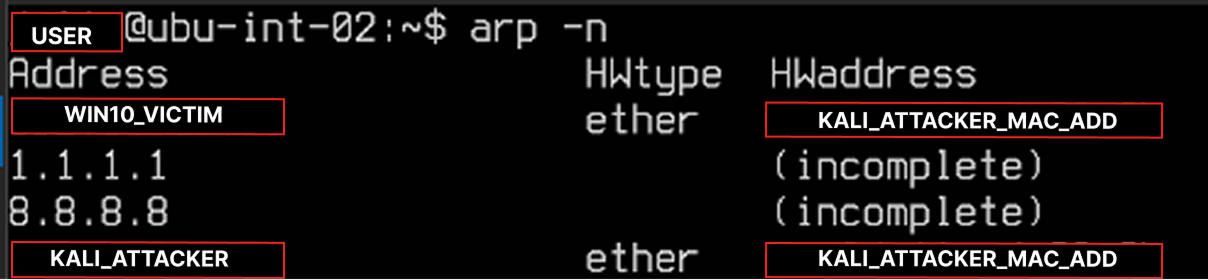 USER @ubu-int-02:~$ arp -n
Address HWtype HWaddress
WIN10_VICTIM ether KALI_ATTACKER_MAC_ADD
1.1.1.1 (incomplete)
8.8.8.8 (incomplete)
KALI_ATTACKER ether KALI_ATTACKER_MAC_ADD